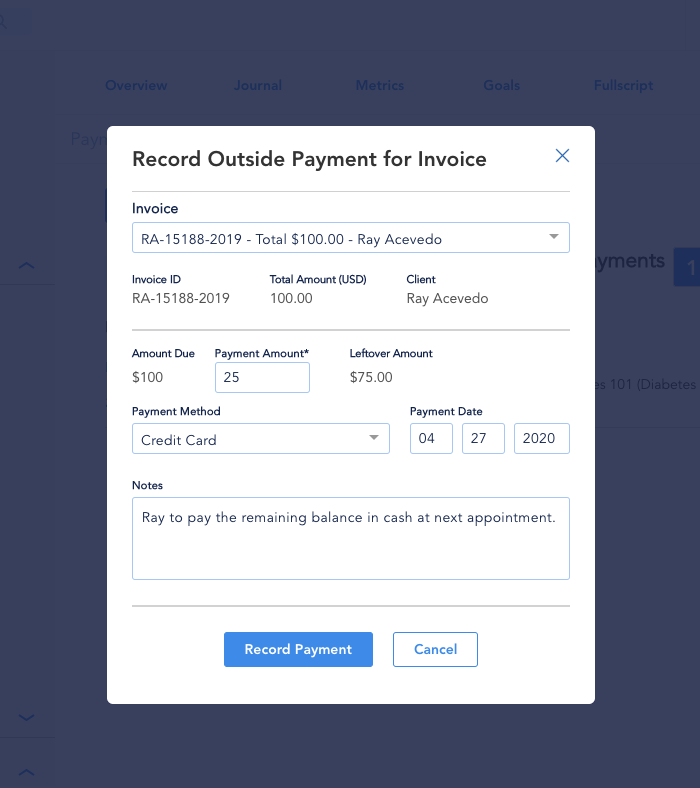 Overview Journal Metrics Goals Fullscript
Record Outside Payment for Invoice
Invoice
RA-15188-2019 - Total $100.00 - Ray Acevedo
Invoice ID Total Amount (USD) Client
RA-15188-2019 100.00 Ray Acevedo
1
Amount Due Payment Amount* Leftover Amount
$100 25 $75.00
101 (Diabetes
Payment Method Payment Date
Credit Card 04 27 2020
Notes
Ray to pay the remaining balance in cash at next appointment.
Record Payment Cancel